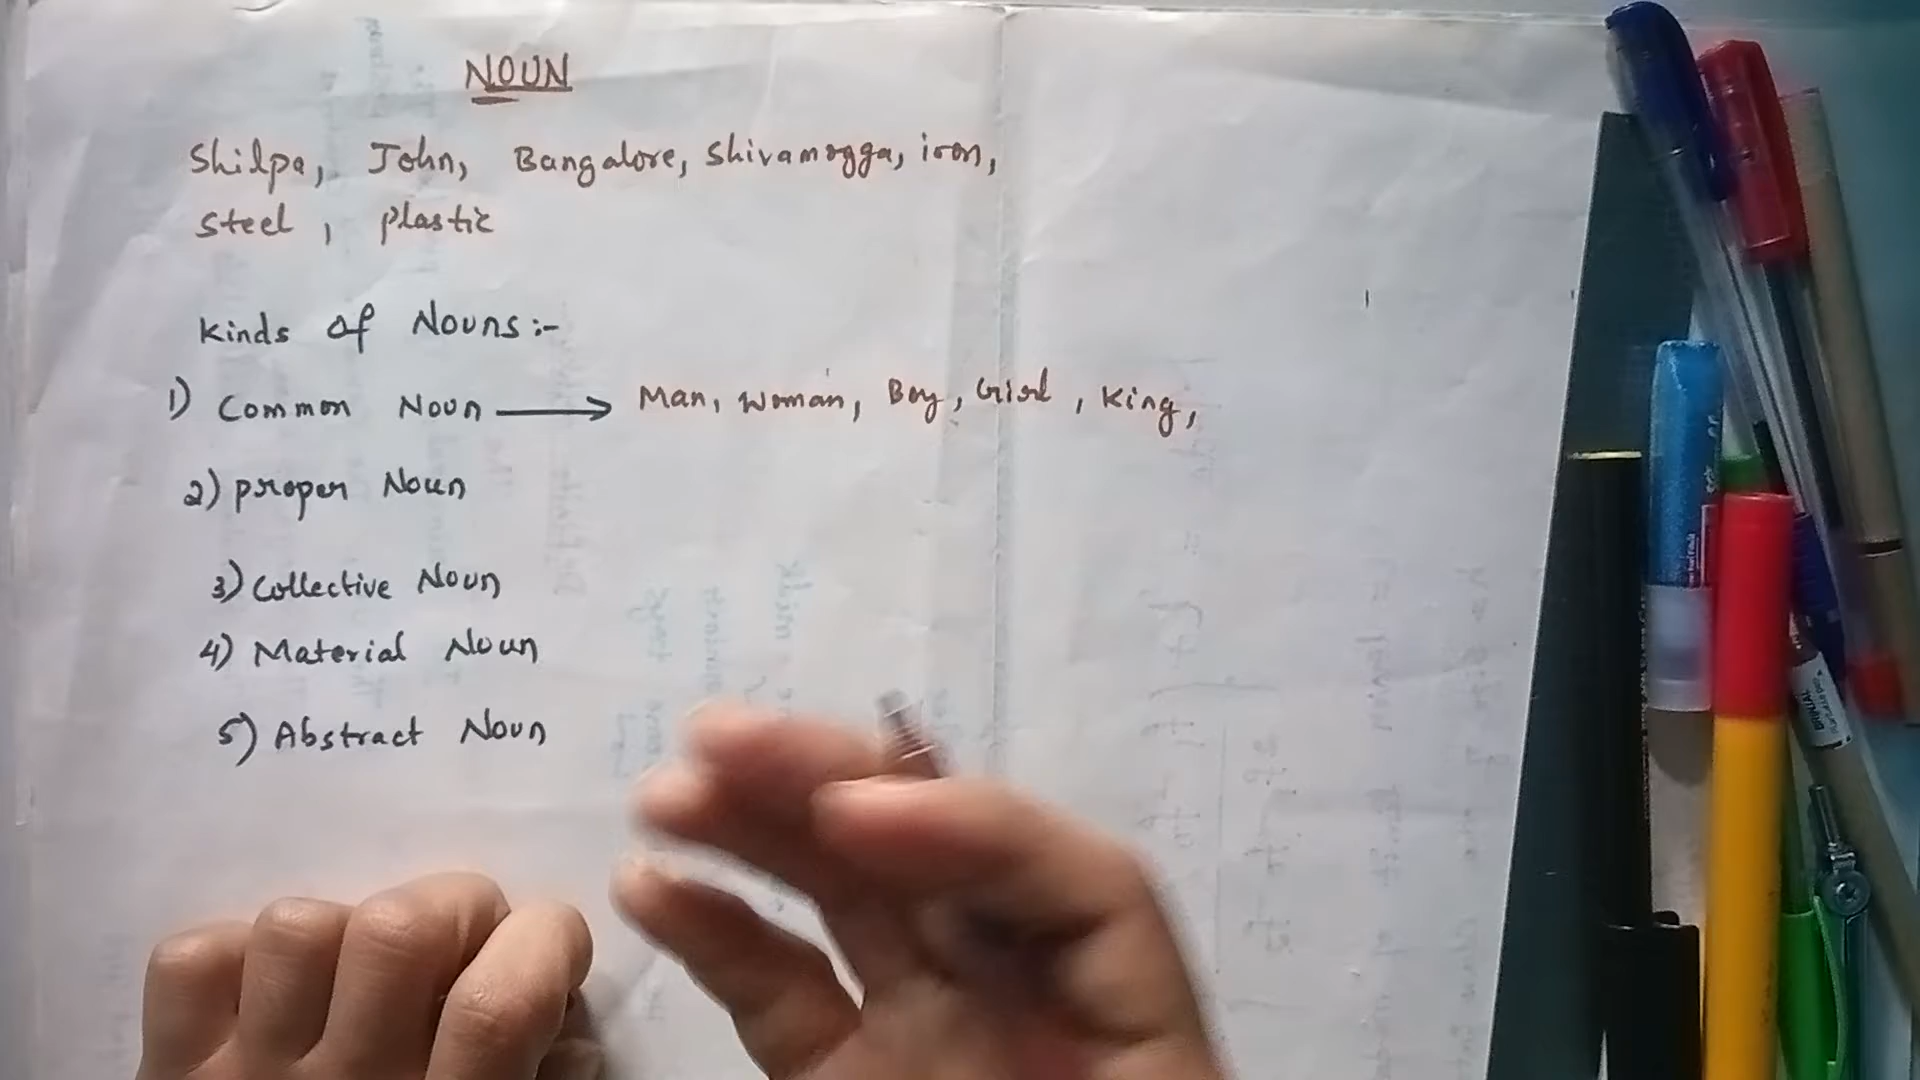 NOUN
Shilpa, John, Bangalore, Shivamogga, iron,
Steel, plastic
Kinds of Nouns:-
1) Common Noun → Man, Woman, Boy, Girl, King,
2) Proper Noun
3) Collective Noun
4) Material Noun
5) Abstract Noun